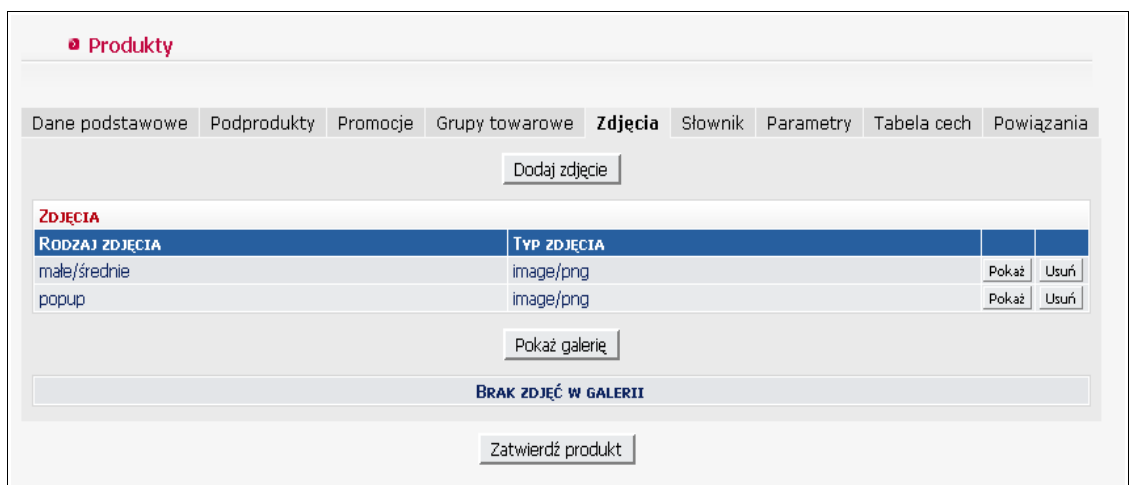 Produkty
Dane podstawowe Podprodukty Promocje Grupy towarowe Zdjęcia Słownik Parametry Tabela cech Powiązania
Dodaj zdjęcie
ZDJĘCIA
RODZAJ ZDJĘCIA TYP ZDJĘCIA
małe/średnie image/png Pokaż Usuń
popup image/png Pokaż Usuń
Pokaż galerię
BRAK ZDJĘĆ W GALERII
Zatwierdź produkt